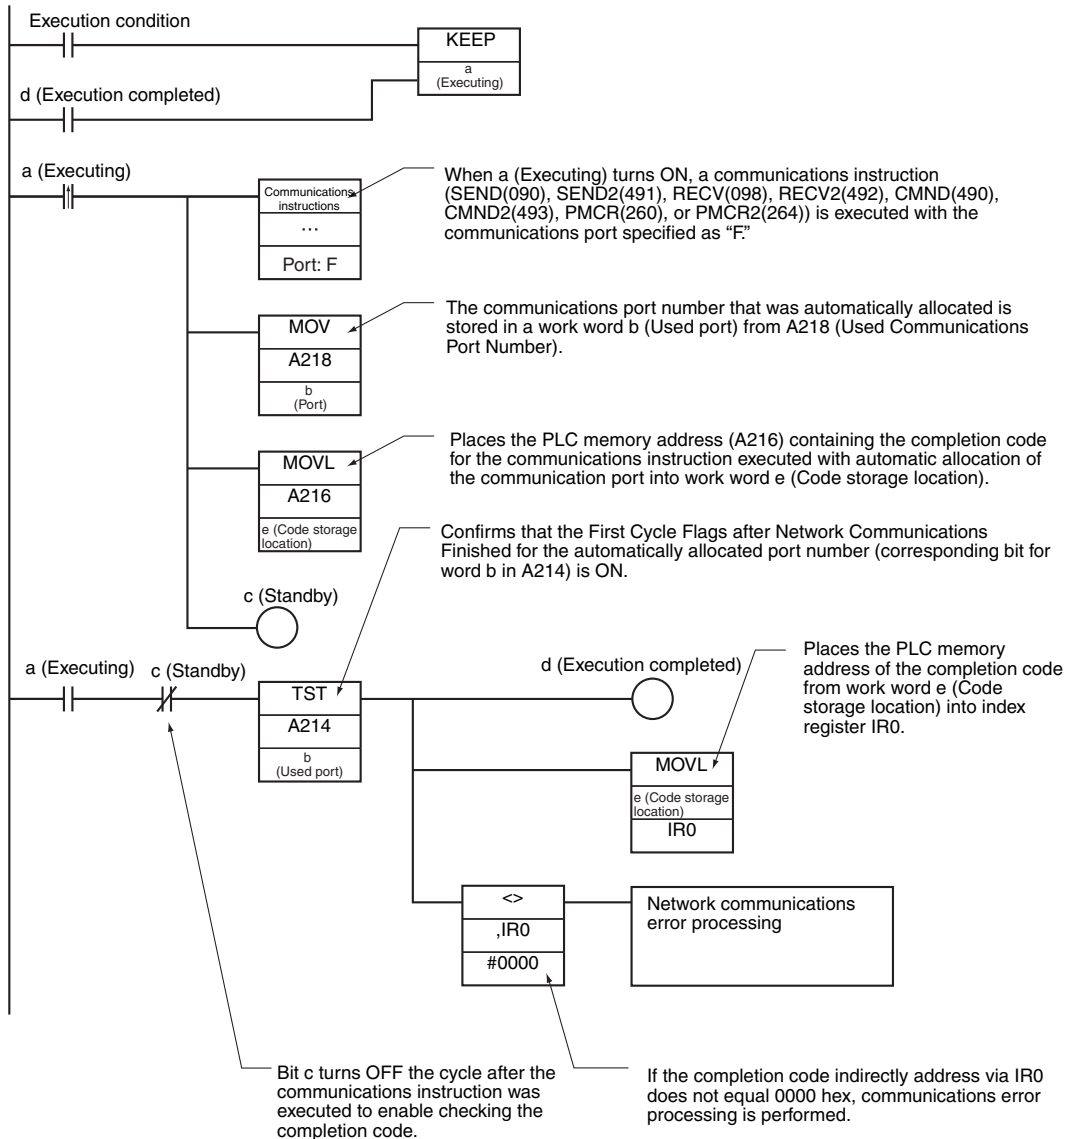 Execution condition
KEEP
a
(Executing)
d (Execution completed)
a (Executing)
Communications
instructions
...
Port: F
When a (Executing) turns ON, a communications instruction
(SEND(090), SEND2(491), RECV(098), RECV2(492), CMND(490),
CMND2(493), PMCR(260), or PMCR2(264)) is executed with the
communications port specified as “F.”
MOV
A218
b
(Port)
The communications port number that was automatically allocated is
stored in a work word b (Used port) from A218 (Used Communications
Port Number).
MOVL
A216
e (Code storage
location)
Places the PLC memory address (A216) containing the completion code
for the communications instruction executed with automatic allocation of
the communication port into work word e (Code storage location).
Confirms that the First Cycle Flags after Network Communications
Finished for the automatically allocated port number (corresponding bit for
word b in A214) is ON.
c (Standby)
a (Executing)
c (Standby)
TST
A214
b
(Used port)
d (Execution completed)
Places the PLC memory
address of the completion code
from work word e (Code
storage location) into index
register IR0.
MOVL
e (Code storage
location)
IR0
<>
,IR0
#0000
Network communications
error processing
Bit c turns OFF the cycle after the
communications instruction was
executed to enable checking the
completion code.
If the completion code indirectly address via IR0
does not equal 0000 hex, communications error
processing is performed.